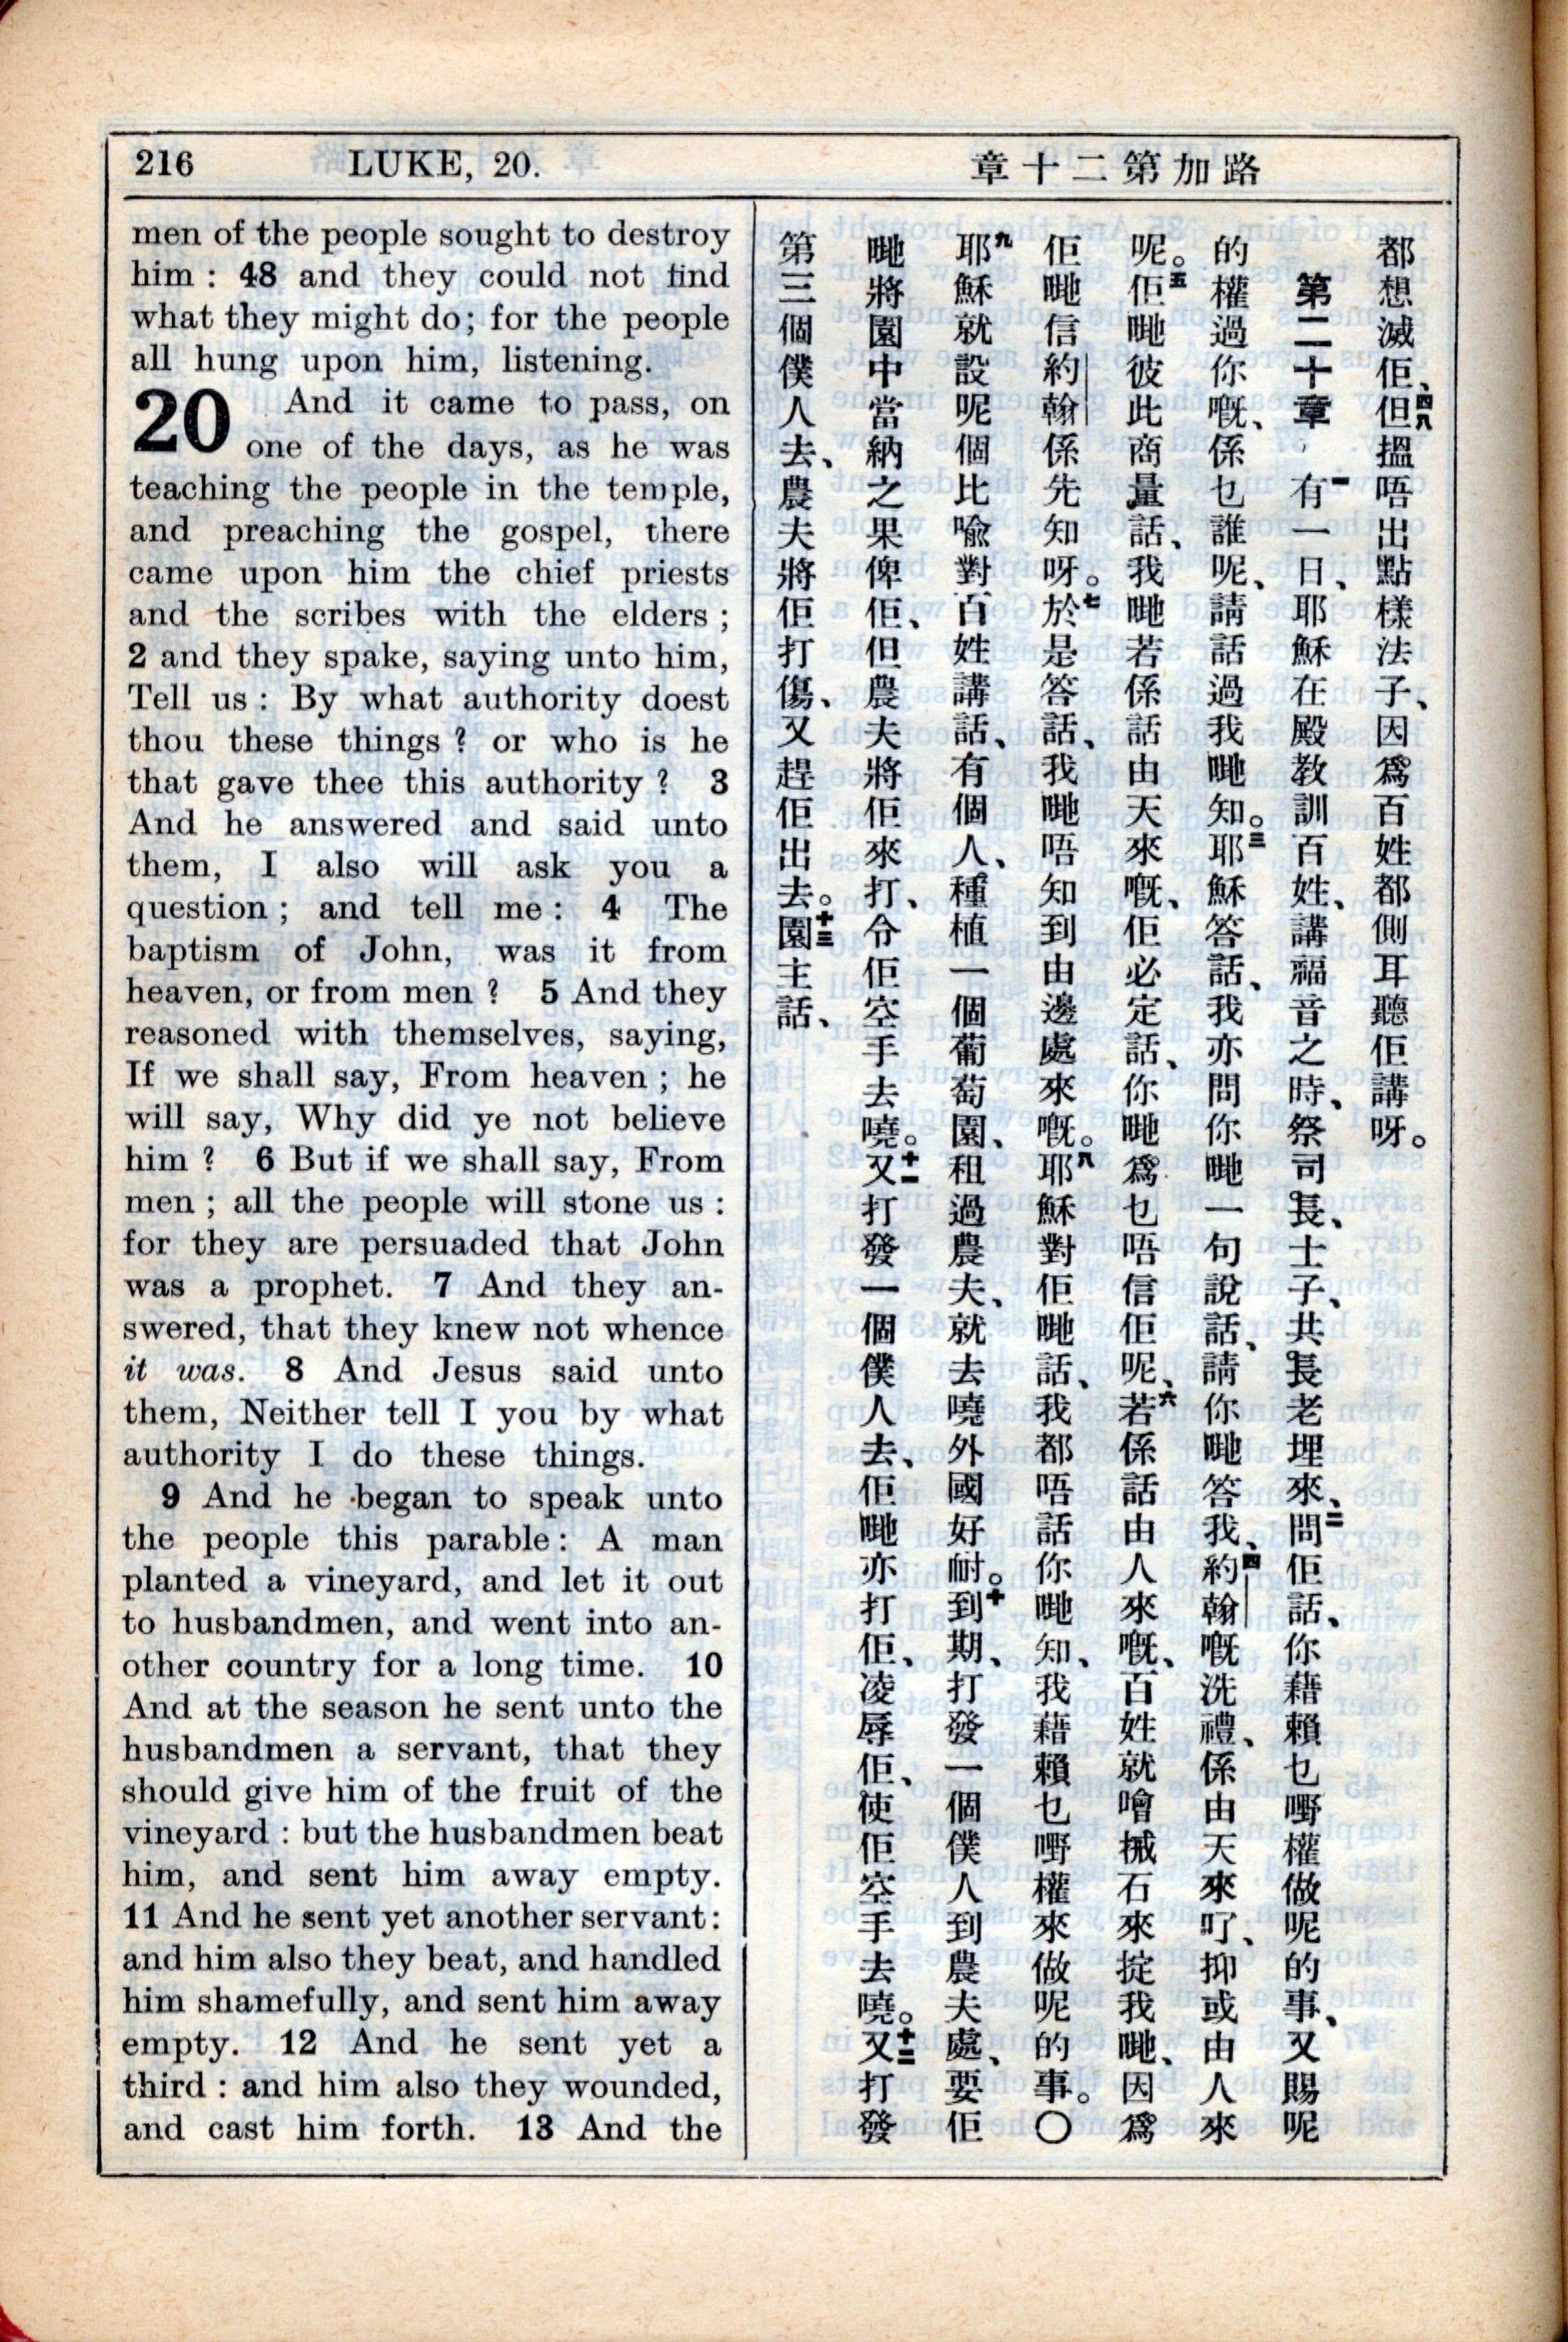 216 LUKE, 20. 路加第二十章
men of the people sought to destroy
him : 48 and they could not find
what they might do; for the people
all hung upon him, listening.
20 And it came to pass, on
one of the days, as he was
teaching the people in the temple,
and preaching the gospel, there
came upon him the chief priests
and the scribes with the elders ;
2 and they spake, saying unto him,
Tell us : By what authority doest
thou these things ? or who is he
that gave thee this authority ? 3
And he answered and said unto
them, I also will ask you a
question ; and tell me : 4 The
baptism of John, was it from
heaven, or from men ? 5 And they
reasoned with themselves, saying,
If we shall say, From heaven ; he
will say, Why did ye not believe
him ? 6 But if we shall say, From
men ; all the people will stone us :
for they are persuaded that John
was a prophet. 7 And they an-
swered, that they knew not whence
it was. 8 And Jesus said unto
them, Neither tell I you by what
authority I do these things.
9 And he began to speak unto
the people this parable : A man
planted a vineyard, and let it out
to husbandmen, and went into an-
other country for a long time. 10
And at the season he sent unto the
husbandmen a servant, that they
should give him of the fruit of the
vineyard : but the husbandmen beat
him, and sent him away empty.
11 And he sent yet another servant :
and him also they beat, and handled
him shamefully, and sent him away
empty. 12 And he sent yet a
third : and him also they wounded,
and cast him forth. 13 And the
都想滅佢、四八但搵唔出點樣法子、因爲百姓都側耳聽佢講呀。
第二十章 一有一日、耶穌在殿教訓百姓、講福音之時、祭司長、士子、共長老埋來、二問佢話、你藉賴乜嘢權做呢的事、又賜呢
的權過你嘅、係乜誰呢、請話過我哋知。三耶穌答話、我亦問你哋一句說話、請你哋答我、四約翰嘅洗禮、係由天來吖、抑或由人來
呢。五佢哋彼此商量話、我哋若係話由天來嘅、佢必定話、你哋爲乜唔信佢呢、六若係話由人來嘅、百姓就噲搣石來掟我哋、因爲
佢哋信約翰係先知呀。七於是答話、我哋唔知到由邊處來嘅。八耶穌對佢哋話、我都唔話你哋知、我藉賴乜嘢權來做呢的事。〇
九耶穌就設呢個比喻對百姓講話、有個人、種植一個葡萄園、租過農夫、就去嘵外國好耐。十到期、打發一個僕人到農夫處、要佢
哋將園中當納之果俾佢、但農夫將佢來打、令佢空手去嘵。十一又打發一個僕人去、佢哋亦打佢、凌辱佢、使佢空手去嘵。十二又打發
第三個僕人去、農夫將佢打傷、又趕佢出去。十三園主話、